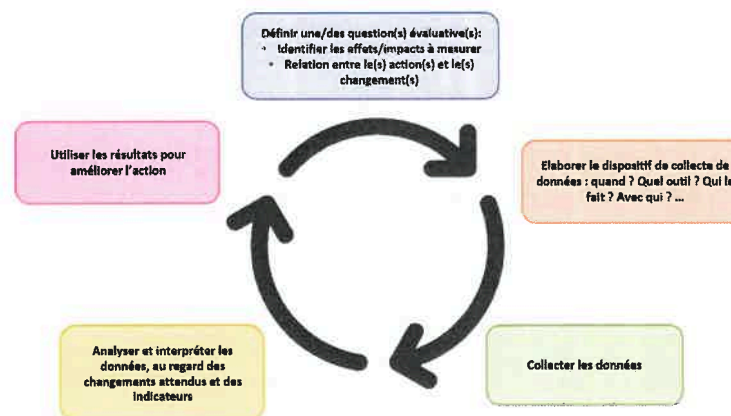 Définir une/des question(s) évaluative(s):
• Identifier les effets/impacts à mesurer
• Relation entre le(s) action(s) et le(s)
changement(s)
Elaborer le dispositif de collecte de
données : quand ? Quel outil ? Qui le
fait ? Avec qui ? ...
Collecter les données
Analyser et interpréter les
données, au regard des
changements attendus et des
indicateurs
Utiliser les résultats pour
améliorer l'action